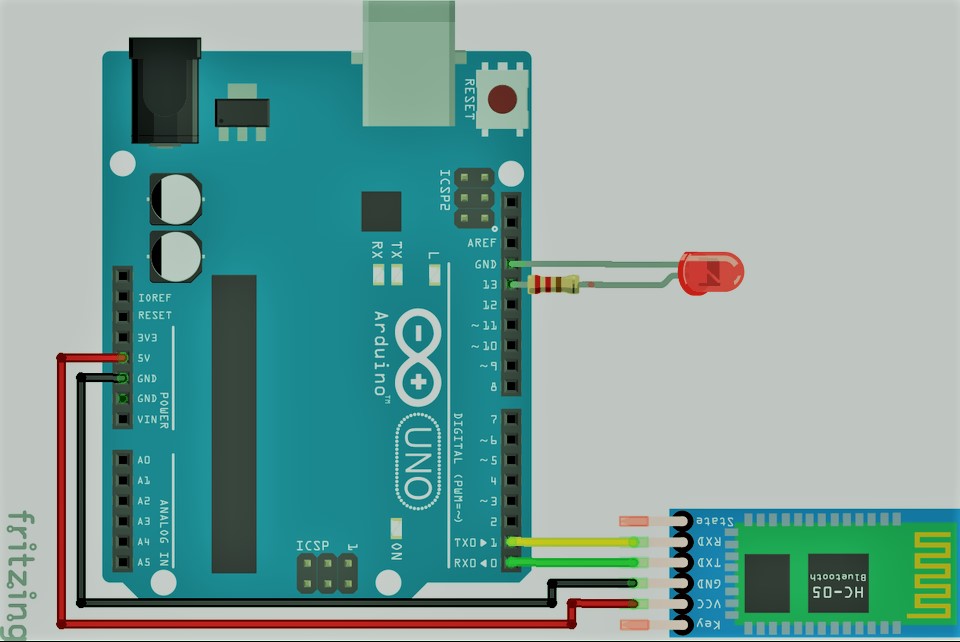 RESET
ICSP2
AREF
GND
13
12
~11
~10
~9
8
7
~6
~5
4
~3
2
TX0▶1
RX0◀0
DIGITAL (PWM=~)
RX
TX
L
Arduino™
UNO
ON
ICSP
1
IOREF
RESET
3V3
5V
GND
GND
VIN
POWER
A0
A1
A2
A3
A4
A5
ANALOG IN
State
RXD
TXD
GND
VCC
Key
HC-05
Bluetooth
fritzing